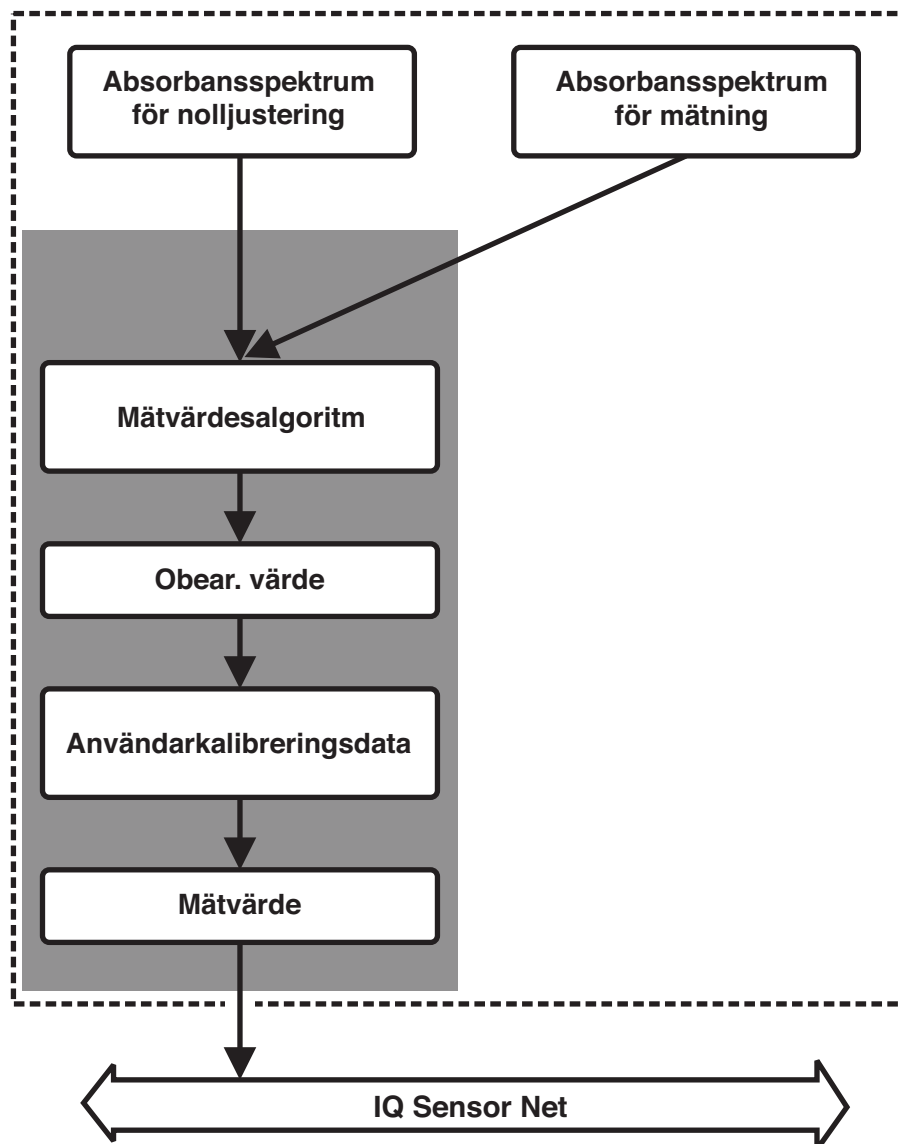 Absorbansspektrum
för nolljustering
Absorbansspektrum
för mätning
Mätvärdesalgoritm
Obear. värde
Användarkalibreringsdata
Mätvärde
IQ Sensor Net